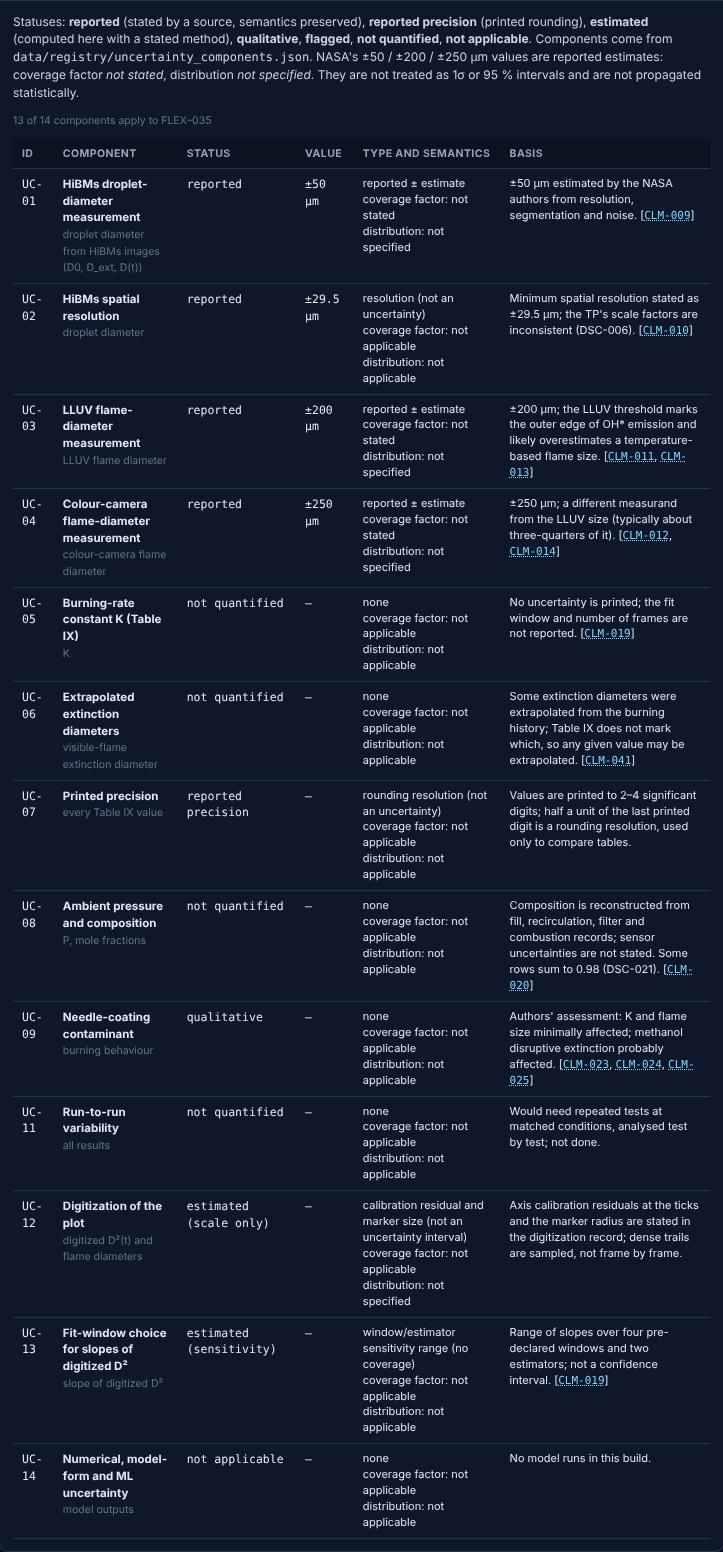 Statuses: reported (stated by a source, semantics preserved), reported precision (printed rounding), estimated
(computed here with a stated method), qualitative, flagged, not quantified, not applicable. Components come from
data/registry/uncertainty_components.json. NASA's ±50 / ±200 / ±250 µm values are reported estimates:
coverage factor not stated, distribution not specified. They are not treated as 1σ or 95 % intervals and are not propagated
statistically.
13 of 14 components apply to FLEX–035
ID COMPONENT STATUS VALUE TYPE AND SEMANTICS BASIS
UC-
01
HiBMs droplet-
diameter
measurement
droplet diameter
from HiBMs images
(D0, D_ext, D(t))
reported
±50
µm
reported ± estimate
coverage factor: not
stated
distribution: not
specified
±50 µm estimated by the NASA
authors from resolution,
segmentation and noise. [CLM-009]
UC-
02
HiBMs spatial
resolution
droplet diameter
reported
±29.5
µm
resolution (not an
uncertainty)
coverage factor: not
applicable
distribution: not
applicable
Minimum spatial resolution stated as
±29.5 µm; the TP's scale factors are
inconsistent (DSC-006). [CLM-010]
UC-
03
LLUV flame-
diameter
measurement
LLUV flame diameter
reported
±200
µm
reported ± estimate
coverage factor: not
stated
distribution: not
specified
±200 µm; the LLUV threshold marks
the outer edge of OH* emission and
likely overestimates a temperature-
based flame size. [CLM-011, CLM-
013]
UC-
04
Colour-camera
flame-diameter
measurement
colour-camera flame
diameter
reported
±250
µm
reported ± estimate
coverage factor: not
stated
distribution: not
specified
±250 µm; a different measurand
from the LLUV size (typically about
three-quarters of it). [CLM-012,
CLM-014]
UC-
05
Burning-rate
constant K (Table
IX)
K
not quantified
–
none
coverage factor: not
applicable
distribution: not
applicable
No uncertainty is printed; the fit
window and number of frames are
not reported. [CLM-019]
UC-
06
Extrapolated
extinction
diameters
visible-flame
extinction diameter
not quantified
–
none
coverage factor: not
applicable
distribution: not
applicable
Some extinction diameters were
extrapolated from the burning
history; Table IX does not mark
which, so any given value may be
extrapolated. [CLM-041]
UC-
07
Printed precision
every Table IX value
reported
precision
–
rounding resolution (not
an uncertainty)
coverage factor: not
applicable
distribution: not
applicable
Values are printed to 2–4 significant
digits; half a unit of the last printed
digit is a rounding resolution, used
only to compare tables.
UC-
08
Ambient pressure
and composition
P, mole fractions
not quantified
–
none
coverage factor: not
applicable
distribution: not
applicable
Composition is reconstructed from
fill, recirculation, filter and
combustion records; sensor
uncertainties are not stated. Some
rows sum to 0.98 (DSC-021). [CLM-
020]
UC-
09
Needle-coating
contaminant
burning behaviour
qualitative
–
none
coverage factor: not
applicable
distribution: not
applicable
Authors' assessment: K and flame
size minimally affected; methanol
disruptive extinction probably
affected. [CLM-023, CLM-024, CLM-
025]
UC-
11
Run-to-run
variability
all results
not quantified
–
none
coverage factor: not
applicable
distribution: not
applicable
Would need repeated tests at
matched conditions, analysed test
by test; not done.
UC-
12
Digitization of the
plot
digitized D²(t) and
flame diameters
estimated
(scale only)
–
calibration residual and
marker size (not an
uncertainty interval)
coverage factor: not
applicable
distribution: not
specified
Axis calibration residuals at the ticks
and the marker radius are stated in
the digitization record; dense trails
are sampled, not frame by frame.
UC-
13
Fit-window choice
for slopes of
digitized D²
slope of digitized D²
estimated
(sensitivity)
–
window/estimator
sensitivity range (no
coverage)
coverage factor: not
applicable
distribution: not
applicable
Range of slopes over four pre-
declared windows and two
estimators; not a confidence
interval. [CLM-019]
UC-
14
Numerical, model-
form and ML
uncertainty
model outputs
not applicable
–
none
coverage factor: not
applicable
distribution: not
applicable
No model runs in this build.